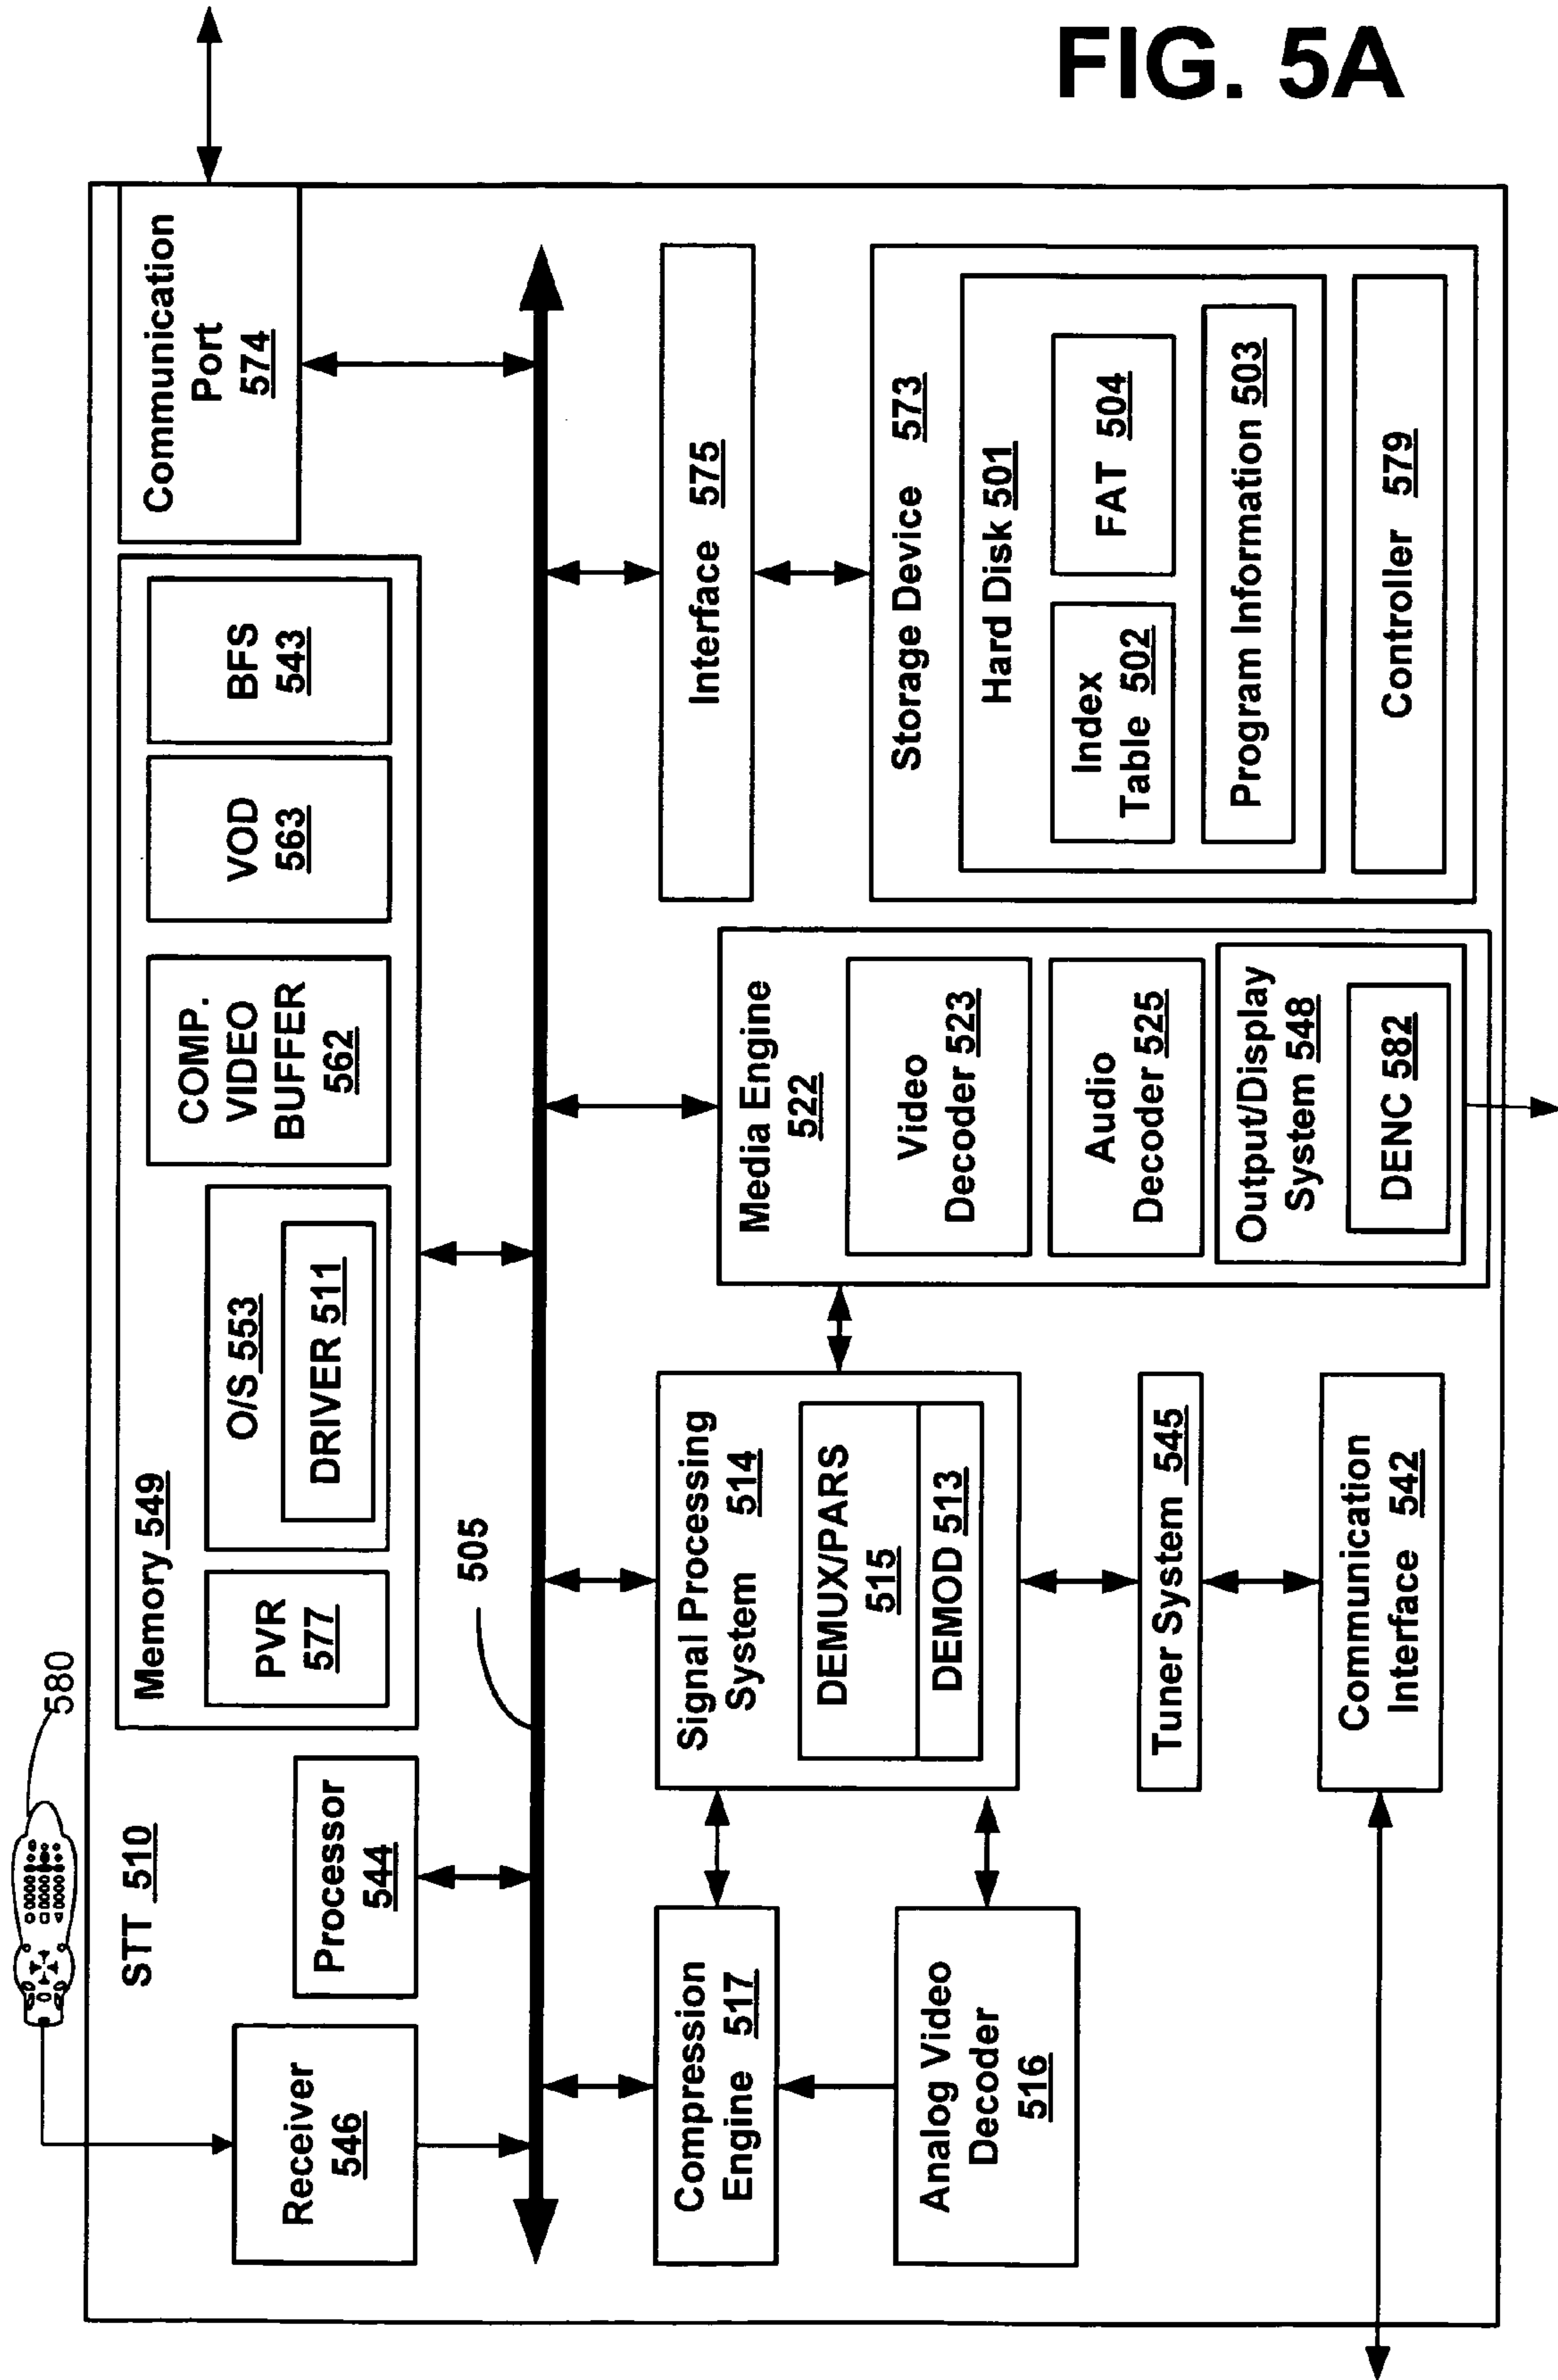 580
STT 510
Receiver
546
Processor
544
Memory 549
PVR
577
O/S 553
DRIVER 511
COMP.
VIDEO
BUFFER
562
VOD
563
BFS
543
Communication
Port
574
505
Compression
Engine 517
Analog Video
Decoder
516
Signal Processing
System 514
DEMUX/PARS
515
DEMOD 513
Tuner System 545
Communication
Interface 542
Media Engine
522
Video
Decoder 523
Audio
Decoder 525
Output/Display
System 548
DENC 582
Interface 575
Storage Device 573
Hard Disk 501
Index
Table 502
FAT 504
Program Information 503
Controller 579
FIG. 5A